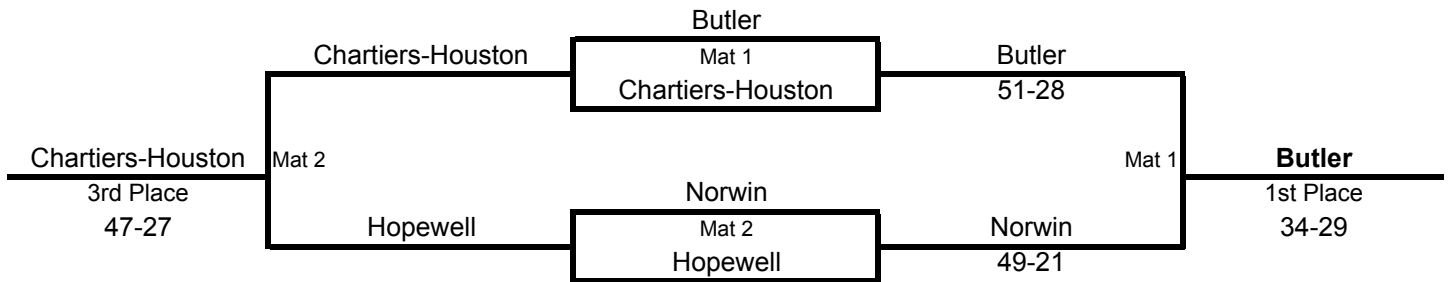 Butler
Chartiers-Houston Mat 1 Butler
Chartiers-Houston 51-28
Chartiers-Houston Mat 2 Mat 1 Butler
3rd Place Norwin 1st Place
47-27 Hopewell Mat 2 Norwin 34-29
Hopewell 49-21